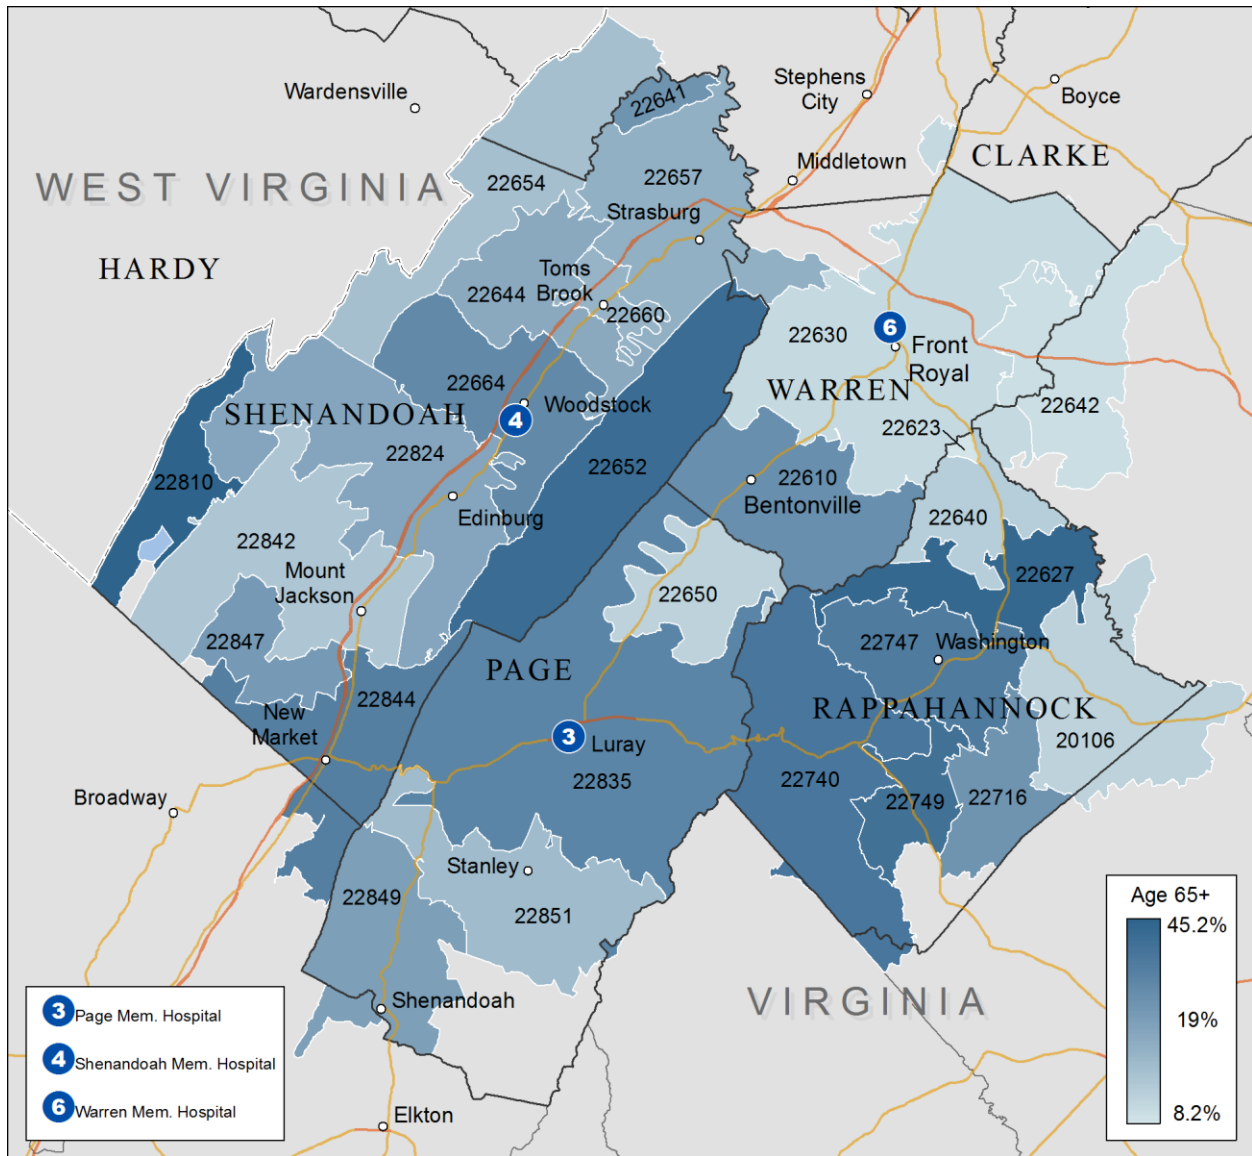 Wardensville
Stephens
City
Boyce
22641
Middletown
CLARKE
WEST VIRGINIA
22654
22657
Strasburg
HARDY
Toms
Brook
22644
22660
22630
6
Front
Royal
22664
WARREN
SHENANDOAH
Woodstock
4
22642
22623
22824
22652
22610
22810
Bentonville
Edinburg
22640
22842
Mount
Jackson
22627
22650
22847
22747
Washington
PAGE
22844
New
Market
RAPPAHANNOCK
3
Luray
20106
22835
22740
Broadway
22749
22716
Stanley
22849
22851
Age 65+
45.2%
19%
8.2%
Shenandoah
VIRGINIA
3 Page Mem. Hospital
4 Shenandoah Mem. Hospital
6 Warren Mem. Hospital
Elkton